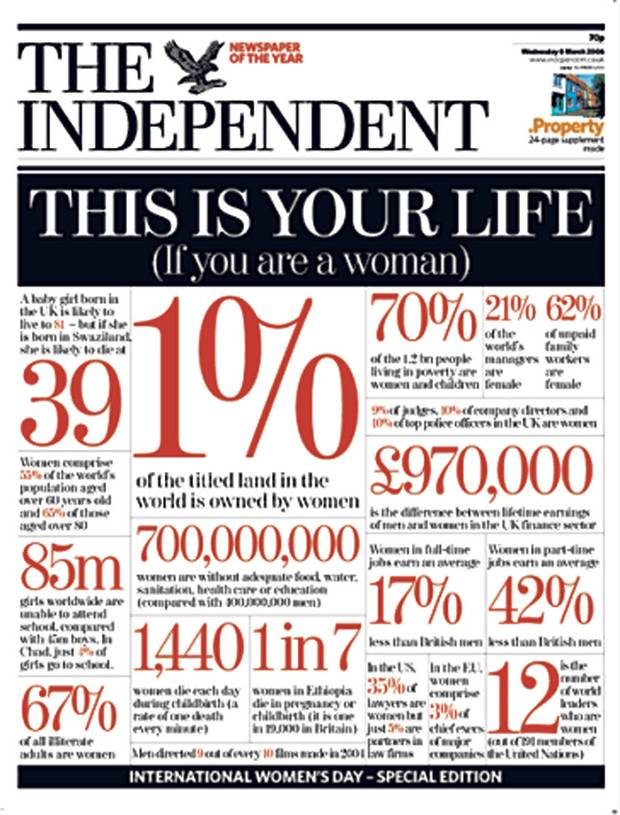 THE
INDEPENDENT
NEWSPAPER
OF THE YEAR
70p
Wednesday 8 March 2006
www.independent.co.uk
.Property
24-page supplement
inside
THIS IS YOUR LIFE
(If you are a woman)
A baby girl born in
the UK is likely to
live to 81 – but if she
is born in Swaziland,
she is likely to die at
39
Women comprise
55% of the world's
population aged
over 60 years old
and 65% of those
aged over 80
85m
girls worldwide are
unable to attend
school, compared
with 45m boys. In
Chad, just 4% of
girls go to school.
67%
of all illiterate
adults are women
1%
of the titled land in the
world is owned by women
700,000,000
women are without adequate food, water,
sanitation, health care or education
(compared with 400,000,000 men)
1,440
women die each day
during childbirth (a
rate of one death
every minute)
1 in 7
women in Ethiopia
die in pregnancy or
childbirth (it is one
in 19,000 in Britain)
Men directed 9 out of every 10 films made in 2004
70%
of the 1.2 bn people
living in poverty are
women and children
21%
of the
world's
managers
are
female
62%
of unpaid
family
workers
are
female
9% of judges, 10% of company directors and
10% of top police officers in the UK are women
£970,000
is the difference between lifetime earnings
of men and women in the UK finance sector
Women in full-time
jobs earn an average
17%
less than British men
Women in part-time
jobs earn an average
42%
less than British men
In the US,
35% of
lawyers are
women but
just 5% are
partners in
law firms
In the EU,
women
comprise
3% of
chief execs
of major
companies
12
is the
number
of world
leaders
who are
women
(out of 191 members of
the United Nations)
INTERNATIONAL WOMEN'S DAY – SPECIAL EDITION